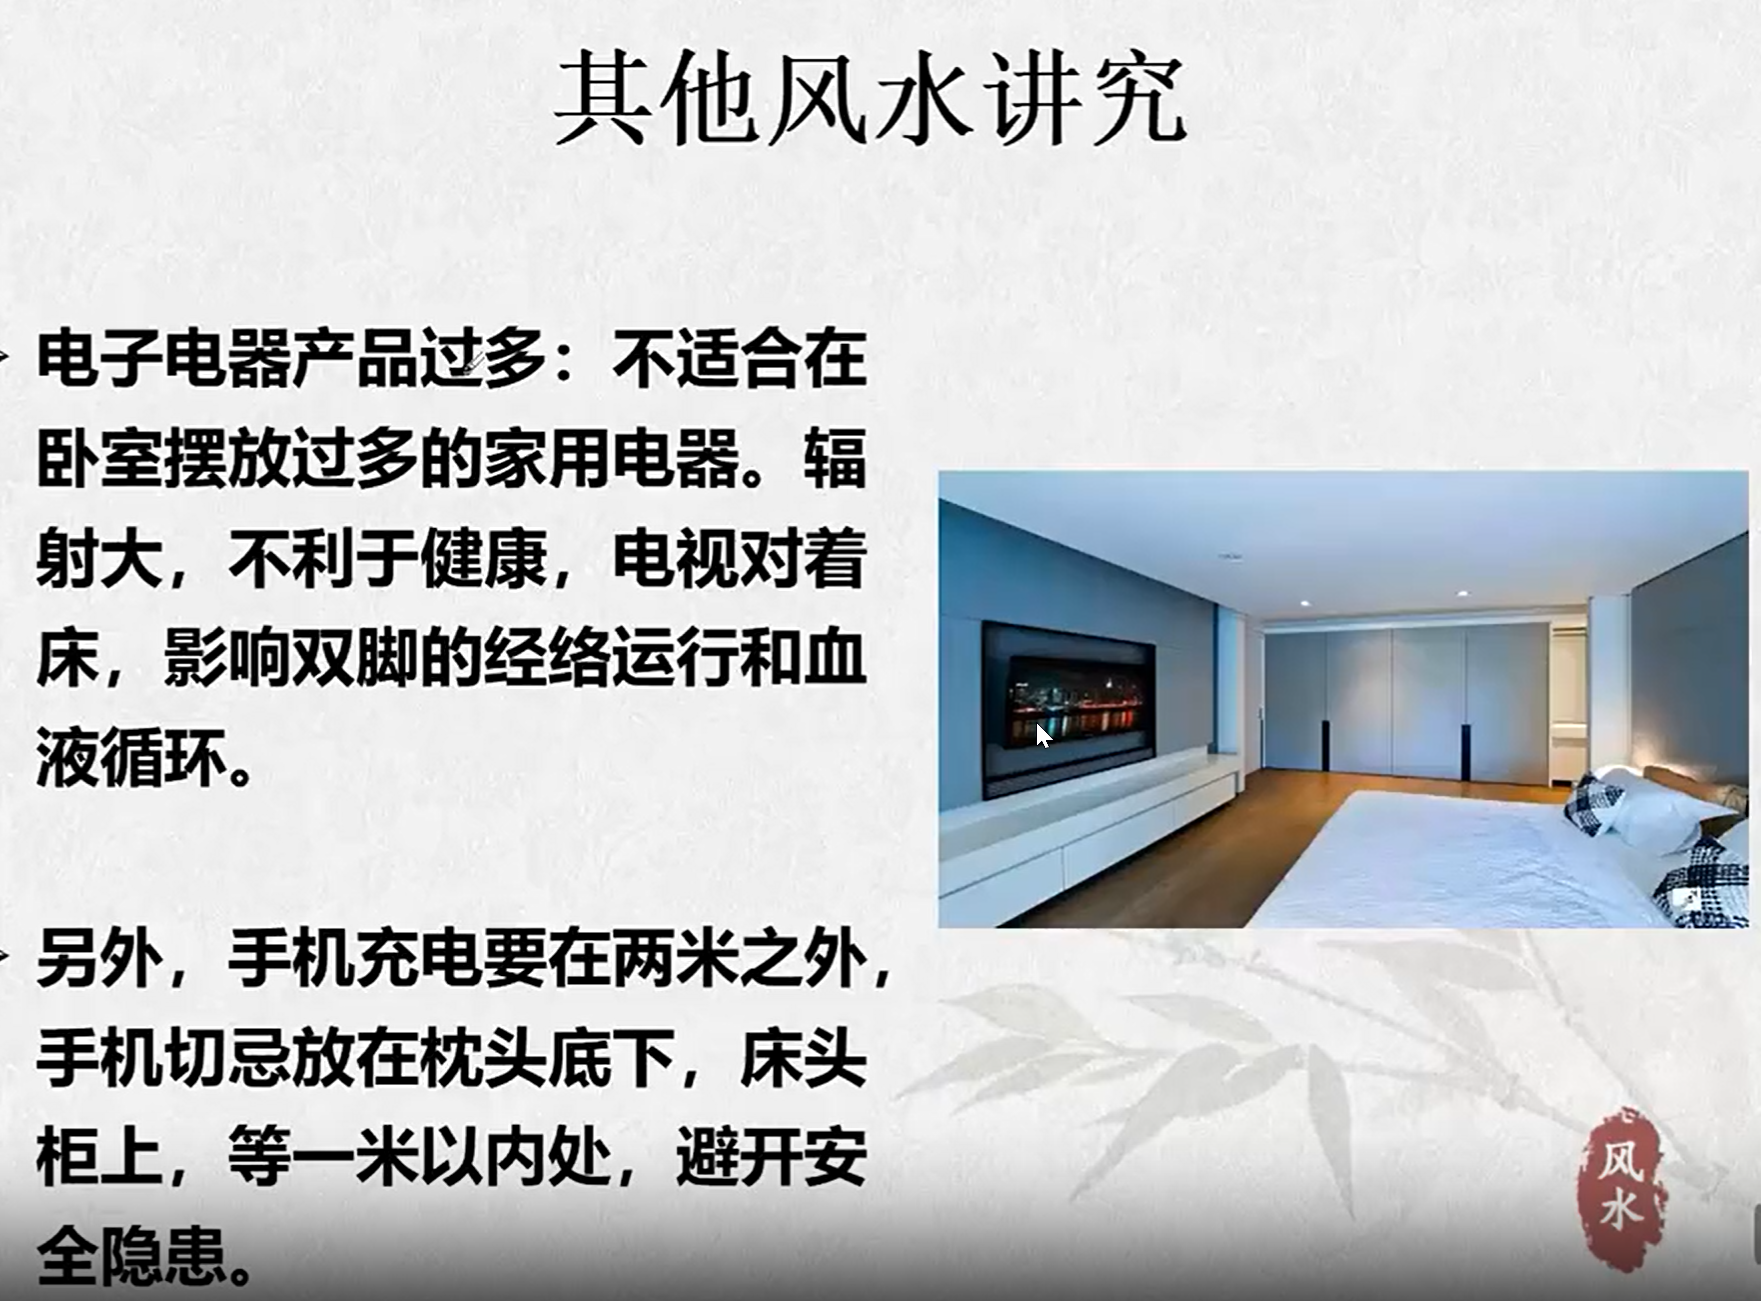 其他风水讲究
电子电器产品过多：不适合在
卧室摆放过多的家用电器。辐
射大，不利于健康，电视对着
床，影响双脚的经络运行和血
液循环。
另外，手机充电要在两米之外，
手机切忌放在枕头底下，床头
柜上，等一米以内处，避开安
全隐患。
风
水